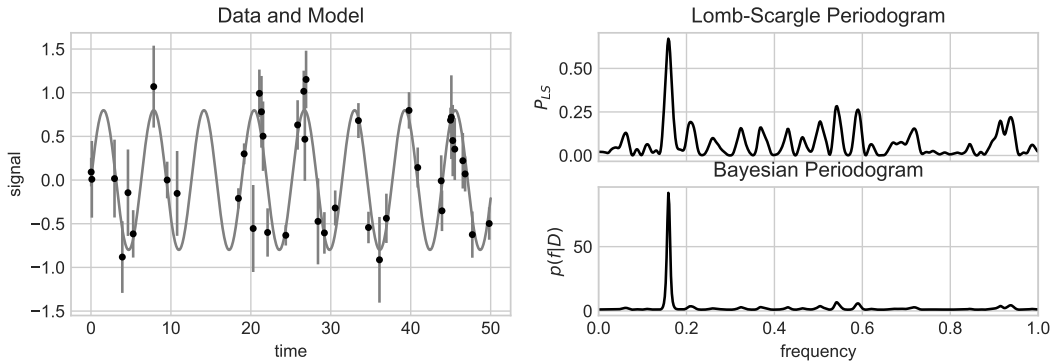 Data and Model
signal
1.5
1.0
0.5
0.0
−0.5
−1.0
−1.5
0 10 20 30 40 50
time
Lomb-Scargle Periodogram
P_LS
0.50
0.25
0.00
Bayesian Periodogram
p(f|D)
50
0
0.0 0.2 0.4 0.6 0.8 1.0
frequency